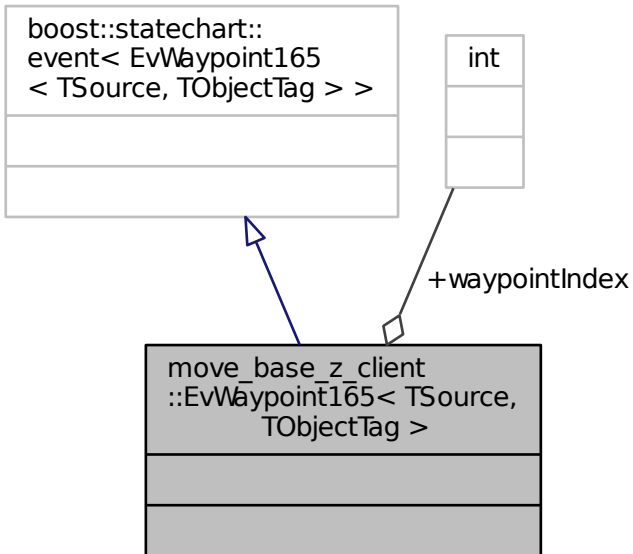 boost::statechart::
event< EvWaypoint165
< TSource, TObjectTag > >
int
+waypointIndex
move_base_z_client
::EvWaypoint165< TSource,
TObjectTag >